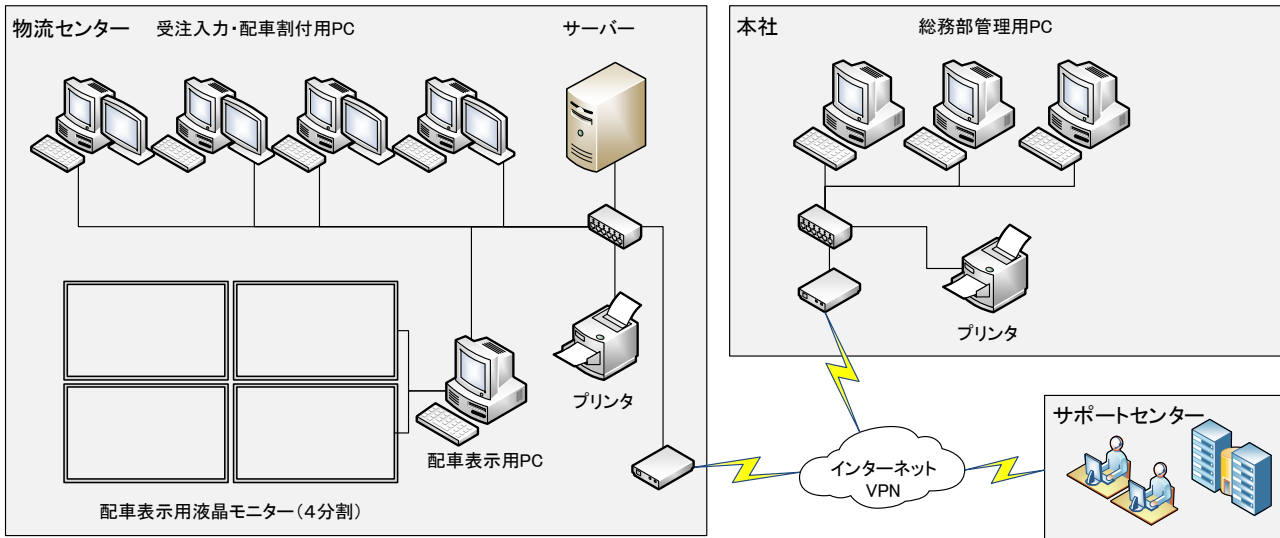 物流センター
受注入力・配車割付用PC
サーバー
プリンタ
配車表示用PC
配車表示用液晶モニター(4分割)
本社
総務部管理用PC
プリンタ
インターネット
VPN
サポートセンター